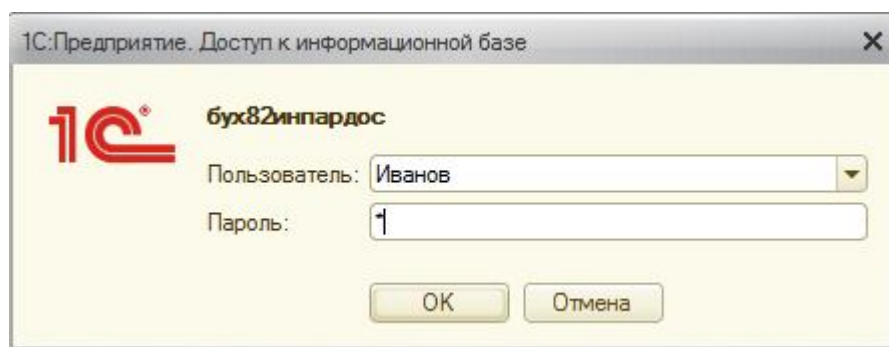 1С:Предприятие. Доступ к информационной базе
1С®
бух82инпардос
Пользователь: Иванов
Пароль: *
OK Отмена